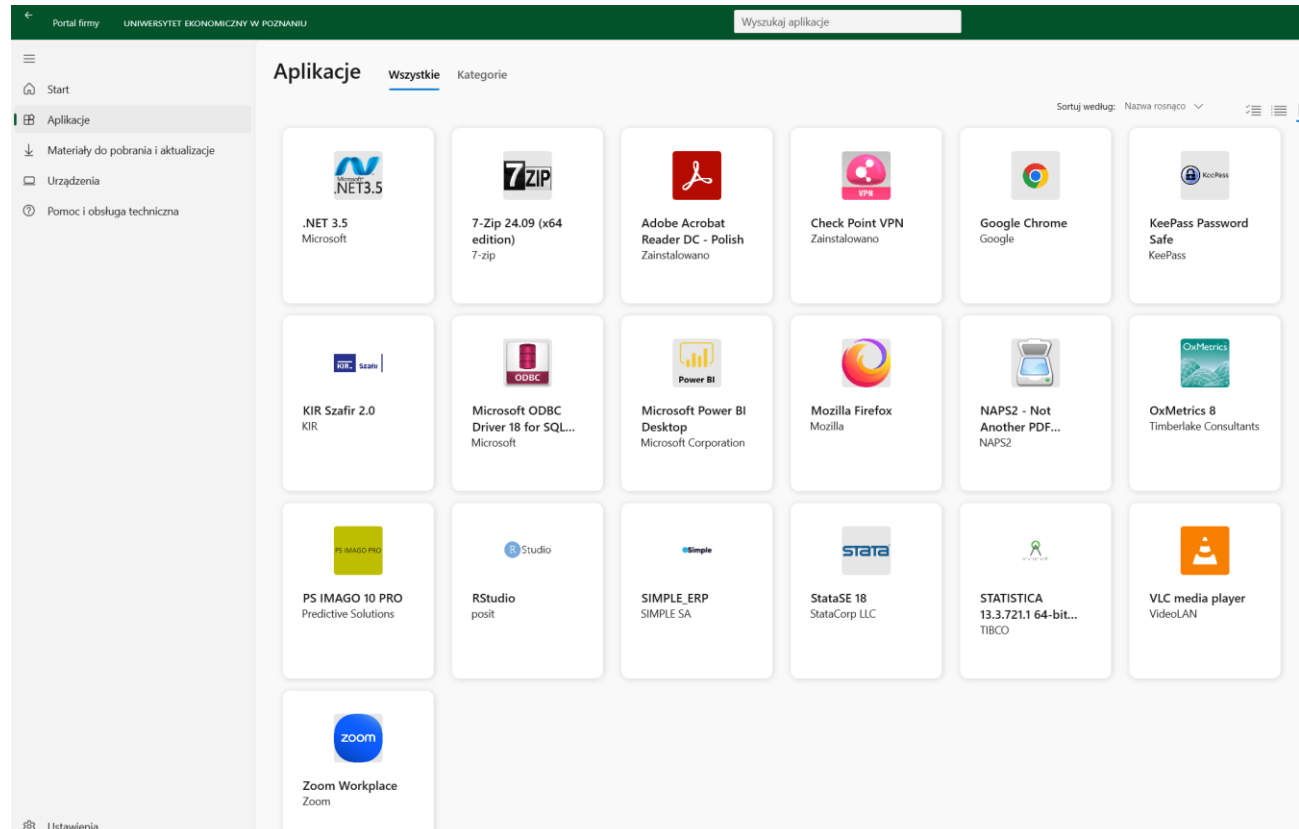 Portal firmy UNIWERSYTET EKONOMICZNY W POZNANIU
Wyszukaj aplikacje
Start
Aplikacje
Materiały do pobrania i aktualizacje
Urządzenia
Pomoc i obsługa techniczna
Ustawienia
Aplikacje Wszystkie Kategorie
Sortuj według: Nazwa rosnąco
Microsoft
.NET3.5
.NET 3.5
Microsoft
7ZIP
7-Zip 24.09 (x64
edition)
7-zip
Adobe Acrobat
Reader DC - Polish
Zainstalowano
VPN
Check Point VPN
Zainstalowano
Google Chrome
Google
KeePass
KeePass Password
Safe
KeePass
KIR Szafir
KIR Szafir 2.0
KIR
ODBC
Microsoft ODBC
Driver 18 for SQL...
Microsoft
Power BI
Microsoft Power BI
Desktop
Microsoft Corporation
Mozilla Firefox
Mozilla
NAPS2 - Not
Another PDF...
NAPS2
OxMetrics
OxMetrics 8
Timberlake Consultants
PS IMAGO PRO
PS IMAGO 10 PRO
Predictive Solutions
R Studio
RStudio
posit
Simple
SIMPLE_ERP
SIMPLE SA
STATA
StataSE 18
StataCorp LLC
STATISTICA
13.3.721.1 64-bit...
TIBCO
VLC media player
VideoLAN
zoom
Zoom Workplace
Zoom